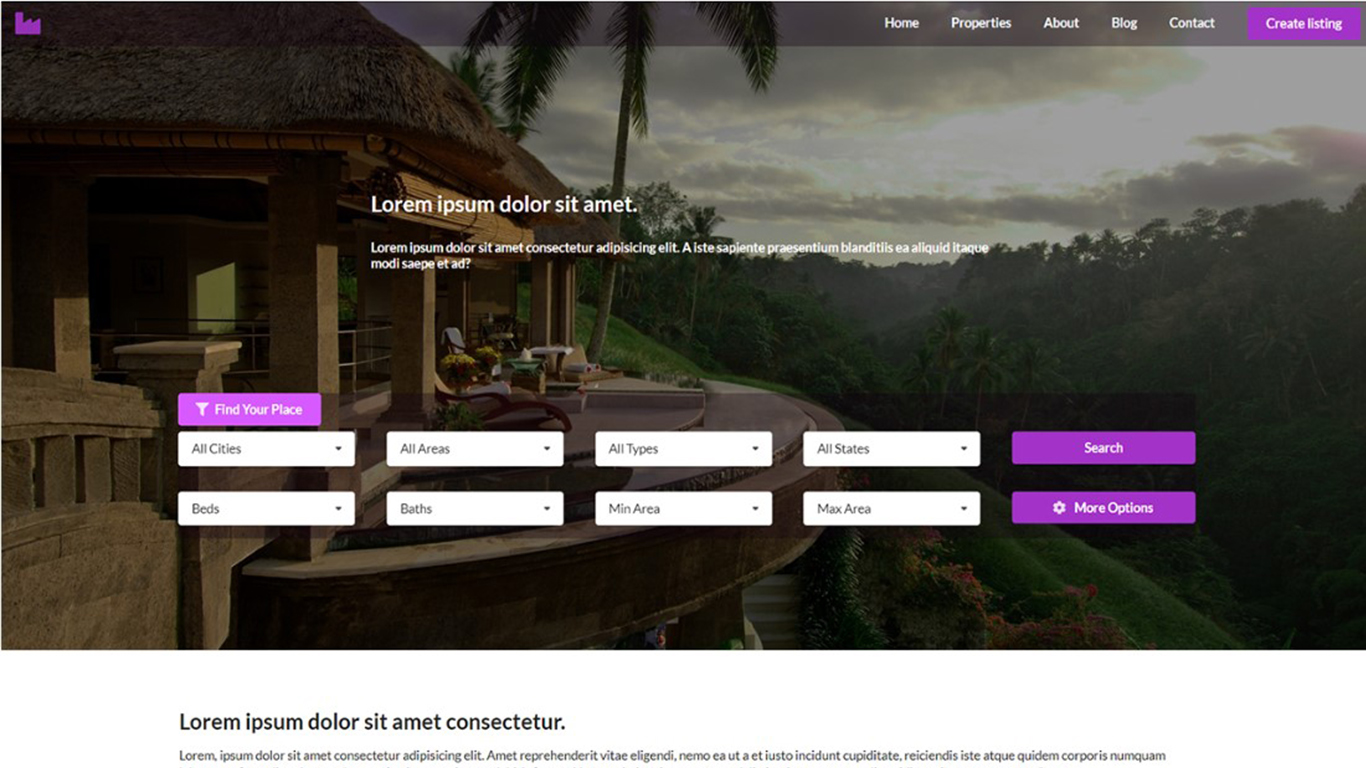 Home Properties About Blog Contact Create listing
Lorem ipsum dolor sit amet.
Lorem ipsum dolor sit amet consectetur adipisicing elit. A iste sapiente praesentium blanditiis ea aliquid itaque
modi saepe et ad?
Find Your Place
All Cities All Areas All Types All States Search
Beds Baths Min Area Max Area More Options
Lorem ipsum dolor sit amet consectetur.
Lorem, ipsum dolor sit amet consectetur adipisicing elit. Amet reprehenderit vitae eligendi, nemo ea ut a et iusto incidunt cupiditate, reiciendis iste atque quidem corporis numquam